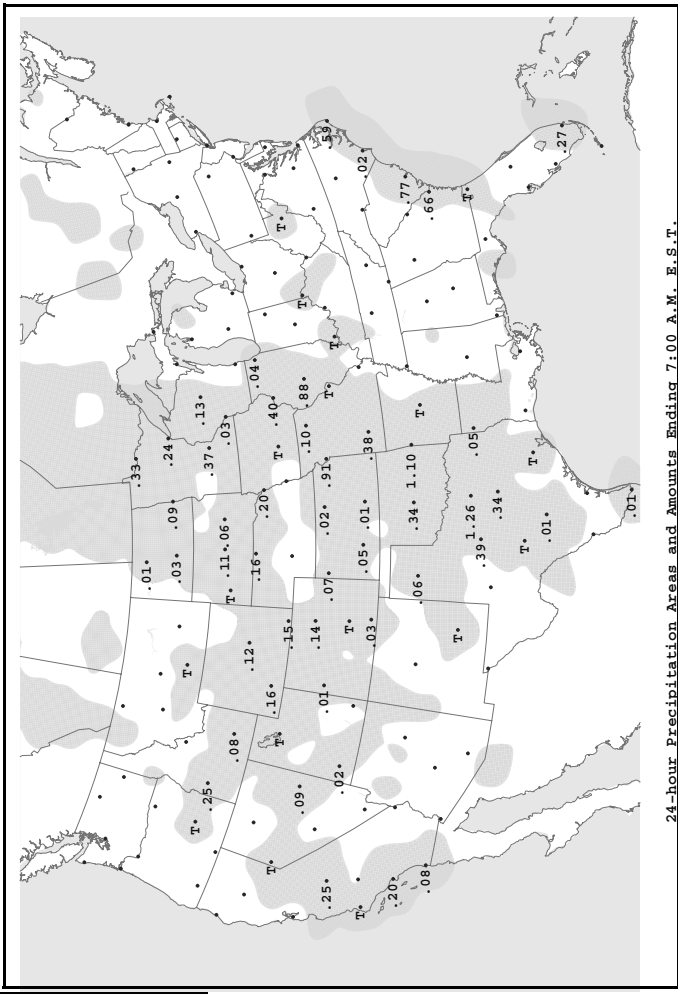 .33
.01
.24
.09
.03
T
T
.13
.25
.37
.11 .06 .03
T
.08
.12
.04
.16
.20
T
.16
.40
T
T
T
.15
.09
T
.88
.10
.14
.01
.02
.25
.91
.59
.07
T
T
.02
T
T
.02
.05
.01
.38
.03
.20
.77
1.10
.34
.06
T
.08
.66
T
T
1.26
.05
.39
.34
T
T
.01
.27
.01
24-hour Precipitation Areas and Amounts Ending 7:00 A.M. E.S.T.